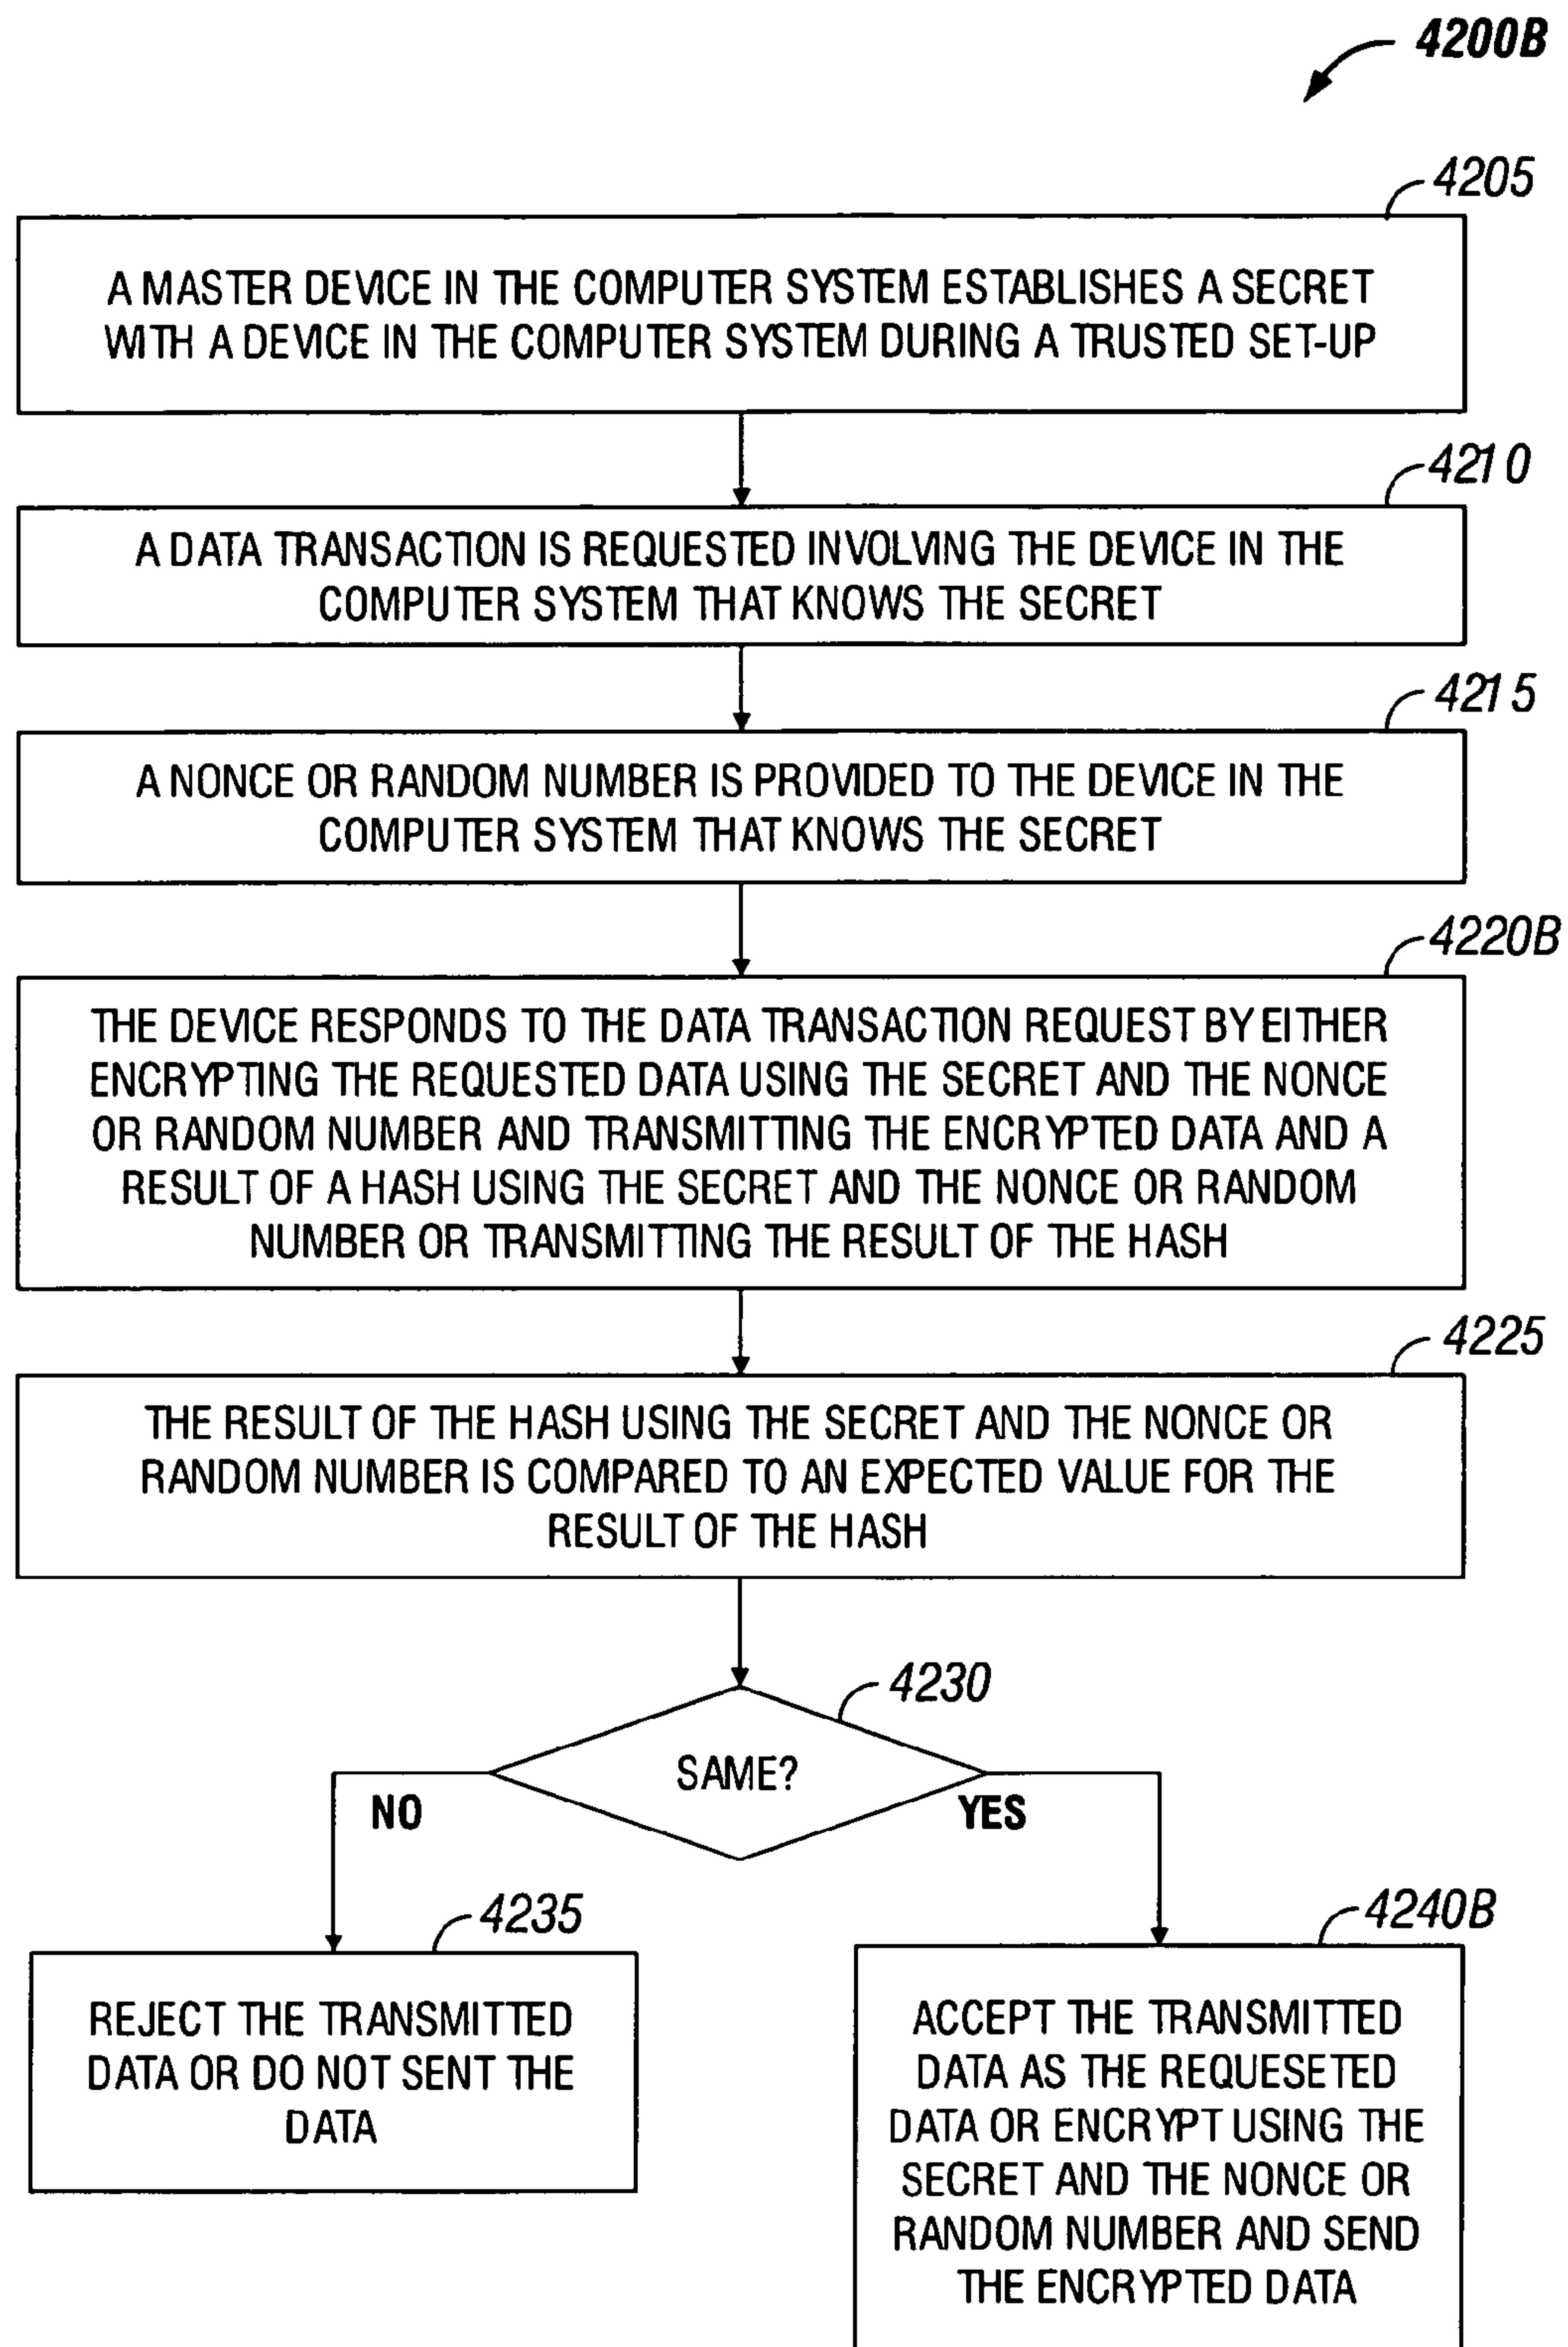 4200B
4205
A MASTER DEVICE IN THE COMPUTER SYSTEM ESTABLISHES A SECRET
WITH A DEVICE IN THE COMPUTER SYSTEM DURING A TRUSTED SET-UP
4210
A DATA TRANSACTION IS REQUESTED INVOLVING THE DEVICE IN THE
COMPUTER SYSTEM THAT KNOWS THE SECRET
4215
A NONCE OR RANDOM NUMBER IS PROVIDED TO THE DEVICE IN THE
COMPUTER SYSTEM THAT KNOWS THE SECRET
4220B
THE DEVICE RESPONDS TO THE DATA TRANSACTION REQUEST BY EITHER
ENCRYPTING THE REQUESTED DATA USING THE SECRET AND THE NONCE
OR RANDOM NUMBER AND TRANSMITTING THE ENCRYPTED DATA AND A
RESULT OF A HASH USING THE SECRET AND THE NONCE OR RANDOM
NUMBER OR TRANSMITTING THE RESULT OF THE HASH
4225
THE RESULT OF THE HASH USING THE SECRET AND THE NONCE OR
RANDOM NUMBER IS COMPARED TO AN EXPECTED VALUE FOR THE
RESULT OF THE HASH
4230
SAME?
NO
YES
4235
REJECT THE TRANSMITTED
DATA OR DO NOT SENT THE
DATA
4240B
ACCEPT THE TRANSMITTED
DATA AS THE REQUESETED
DATA OR ENCRYPT USING THE
SECRET AND THE NONCE OR
RANDOM NUMBER AND SEND
THE ENCRYPTED DATA